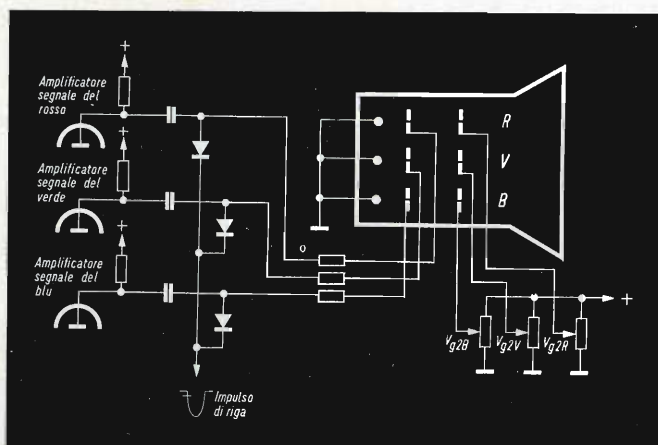 +
Amplificatore
segnale del
rosso
+
Amplificatore
segnale del
verde
+
Amplificatore
segnale del
blu
R
V
B
o
+
Vg2B
Vg2V
Vg2R
Impulso
di riga